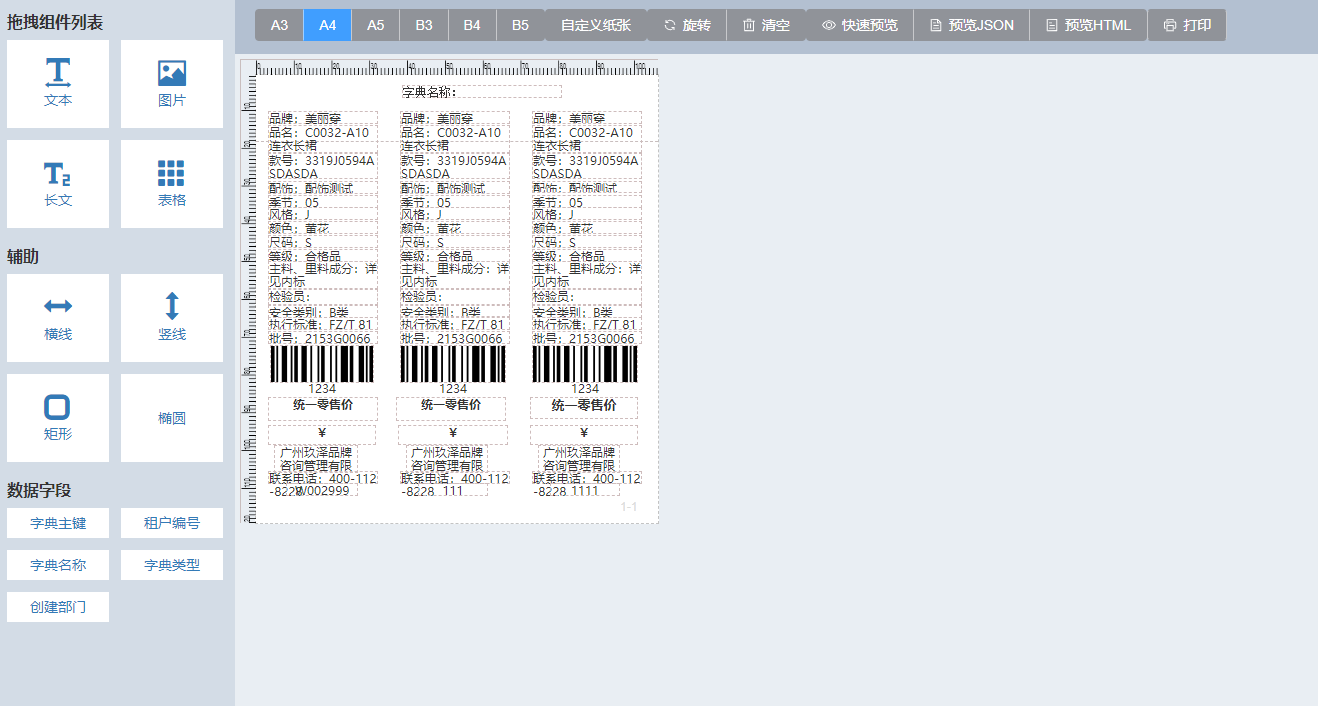 拖拽组件列表
A3 A4 A5 B3 B4 B5 自定义纸张 旋转 清空 快速预览 预览JSON 预览HTML 打印
文本 图片
长文 表格
辅助
横线 竖线
矩形 椭圆
数据字段
字典主键 租户编号
字典名称 字典类型
创建部门
字典名称：
品牌：美丽穿
品名：C0032-A10
连衣长裙
款号：3319J0594A
SDASDA
配饰：配饰测试
季节：05
风格：J
颜色：黄花
尺码：S
等级：合格品
主料、里料成分：详
见内标
检验员：
安全类别：B类
执行标准：FZ/T 81
批号：2153G0066
1234
统一零售价
¥
广州玖泽品牌
咨询管理有限
联系电话：400-112
-8228
W002999
品牌：美丽穿
品名：C0032-A10
连衣长裙
款号：3319J0594A
SDASDA
配饰：配饰测试
季节：05
风格：J
颜色：黄花
尺码：S
等级：合格品
主料、里料成分：详
见内标
检验员：
安全类别：B类
执行标准：FZ/T 81
批号：2153G0066
1234
统一零售价
¥
广州玖泽品牌
咨询管理有限
联系电话：400-112
-8228 111
品牌：美丽穿
品名：C0032-A10
连衣长裙
款号：3319J0594A
SDASDA
配饰：配饰测试
季节：05
风格：J
颜色：黄花
尺码：S
等级：合格品
主料、里料成分：详
见内标
检验员：
安全类别：B类
执行标准：FZ/T 81
批号：2153G0066
1234
统一零售价
¥
广州玖泽品牌
咨询管理有限
联系电话：400-112
-8228 1111
1-1